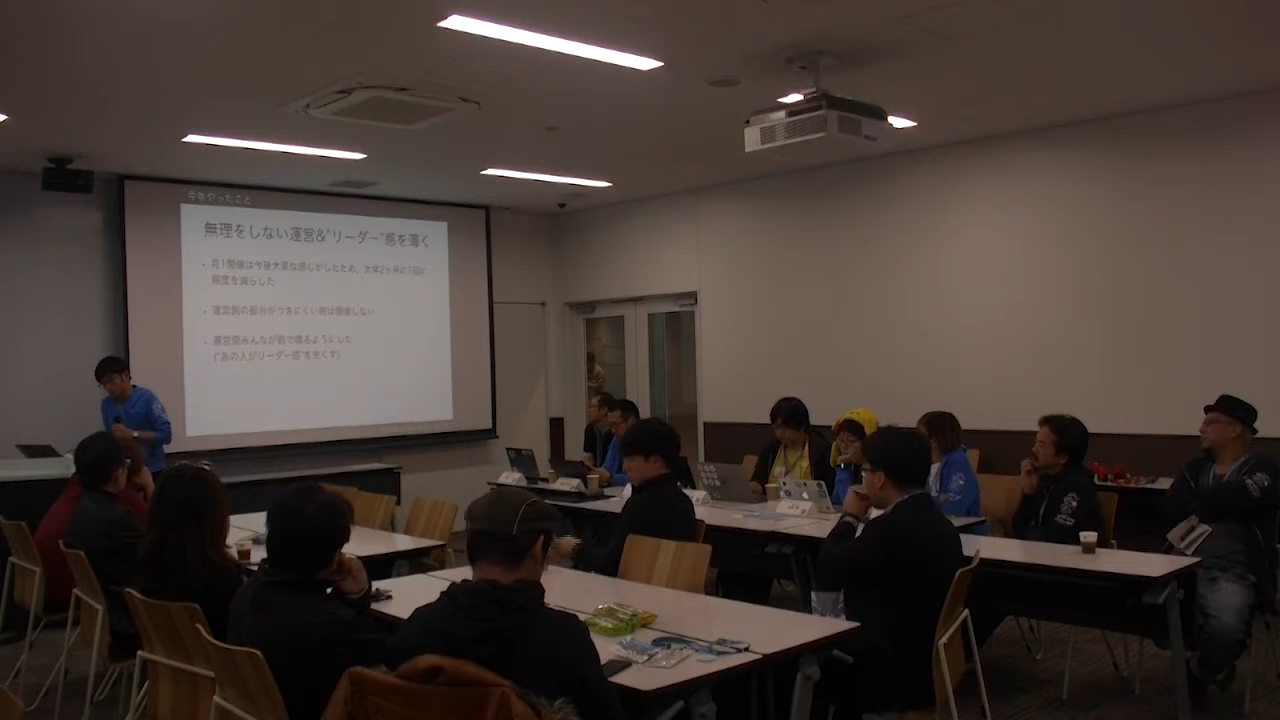 今年やったこと
無理をしない運営&"リーダー"感を薄く
・月1開催は今後大変な感じがしたため、大体2ヶ月に1回に
頻度を減らした
・運営側の都合がつきにくい時は開催しない
・運営側みんなが前で喋るようにした
("あの人がリーダー感"を失くす)